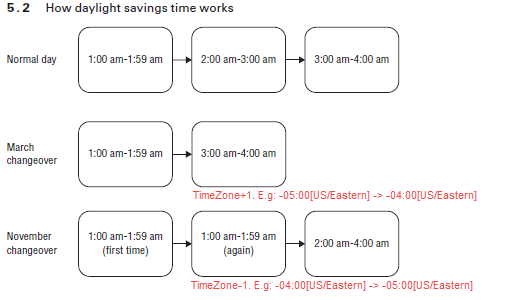 5.2 How daylight savings time works
Normal day
1:00 am-1:59 am
2:00 am-3:00 am
3:00 am-4:00 am
March
changeover
1:00 am-1:59 am
3:00 am-4:00 am
TimeZone+1. E.g: -05:00[US/Eastern] -> -04:00[US/Eastern]
November
changeover
1:00 am-1:59 am
(first time)
1:00 am-1:59 am
(again)
2:00 am-4:00 am
TimeZone-1. E.g: -04:00[US/Eastern] -> -05:00[US/Eastern]